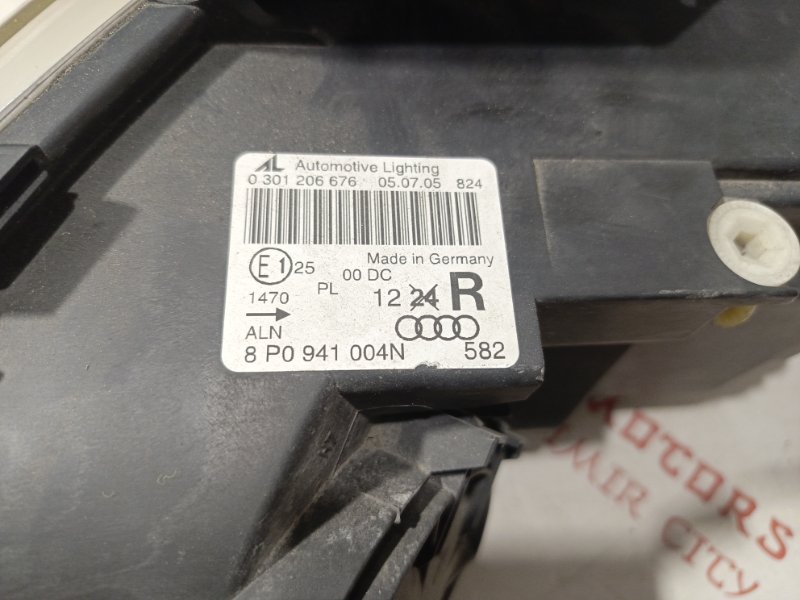 AL Automotive Lighting
0 301 206 676 05.07.05 824
Made in Germany
E1 25 00 DC
PL
1470 12 24 R
ALN
8 P0 941 004N 582
MOTORS
CITY